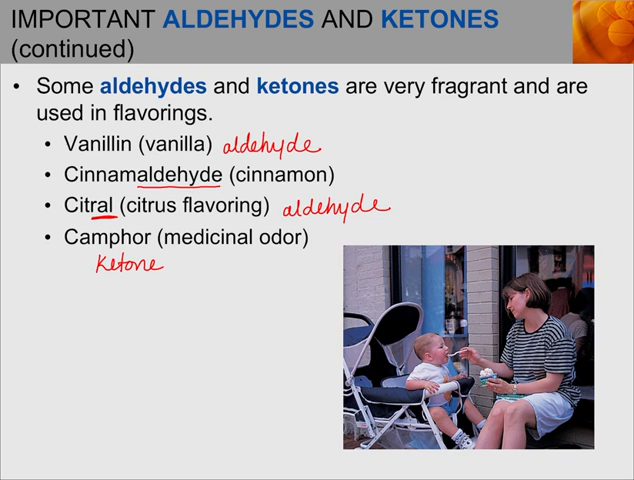 IMPORTANT ALDEHYDES AND KETONES
(continued)
• Some aldehydes and ketones are very fragrant and are
used in flavorings.
• Vanillin (vanilla) aldehyde
• Cinnamaldehyde (cinnamon)
• Citral (citrus flavoring) aldehyde
• Camphor (medicinal odor)
Ketone